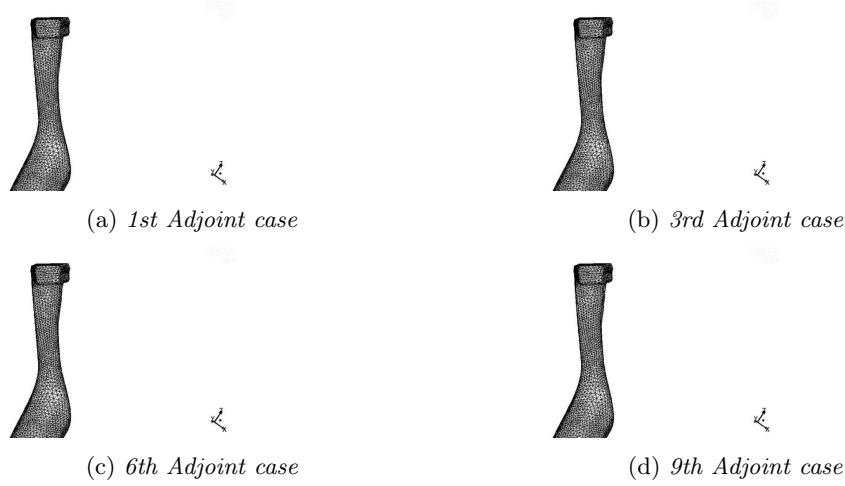 (a) 1st Adjoint case
(b) 3rd Adjoint case
(c) 6th Adjoint case
(d) 9th Adjoint case